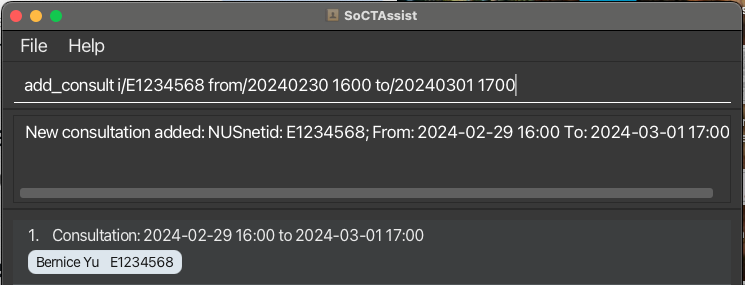 SoCTAssist
File Help
add_consult i/E1234568 from/20240230 1600 to/20240301 1700
New consultation added: NUSnetid: E1234568; From: 2024-02-29 16:00 To: 2024-03-01 17:00
1. Consultation: 2024-02-29 16:00 to 2024-03-01 17:00
Bernice Yu E1234568